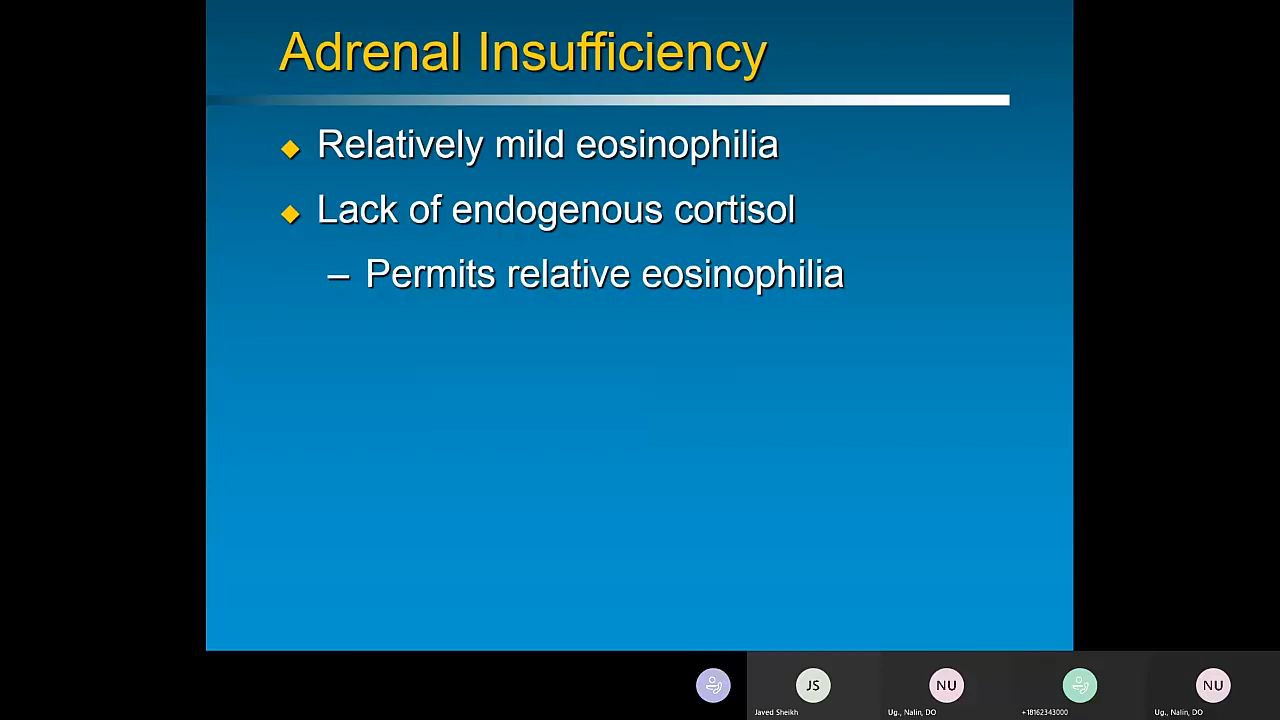 Adrenal Insufficiency
Relatively mild eosinophilia
Lack of endogenous cortisol
– Permits relative eosinophilia
JS
NU
NU
Javed Sheikh
Ug., Nalin, DO
+18162343000
Ug., Nalin, DO